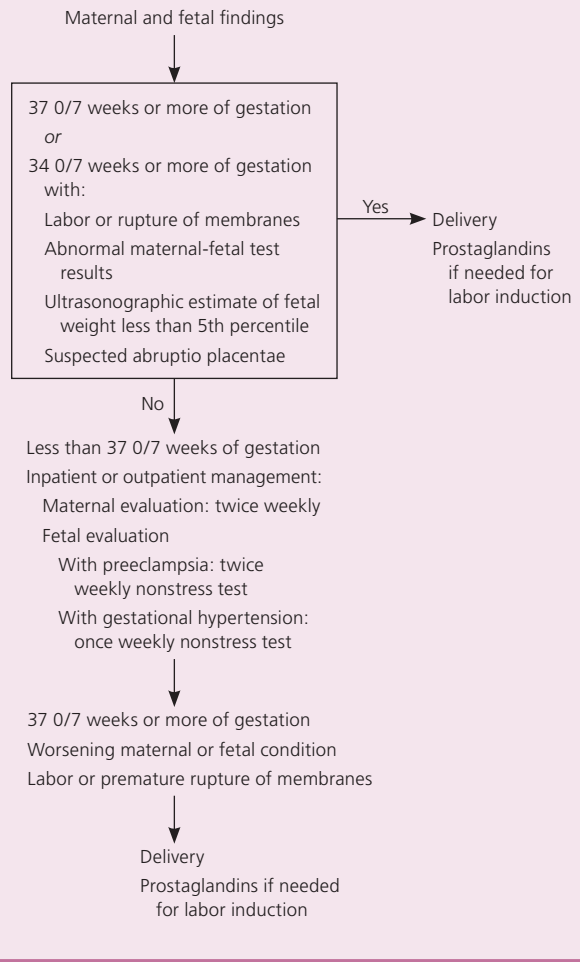 Maternal and fetal findings
37 0/7 weeks or more of gestation
or
34 0/7 weeks or more of gestation
with:
Labor or rupture of membranes
Abnormal maternal-fetal test
results
Ultrasonographic estimate of fetal
weight less than 5th percentile
Suspected abruptio placentae
Yes
Delivery
Prostaglandins
if needed for
labor induction
No
Less than 37 0/7 weeks of gestation
Inpatient or outpatient management:
Maternal evaluation: twice weekly
Fetal evaluation
With preeclampsia: twice
weekly nonstress test
With gestational hypertension:
once weekly nonstress test
37 0/7 weeks or more of gestation
Worsening maternal or fetal condition
Labor or premature rupture of membranes
Delivery
Prostaglandins if needed
for labor induction